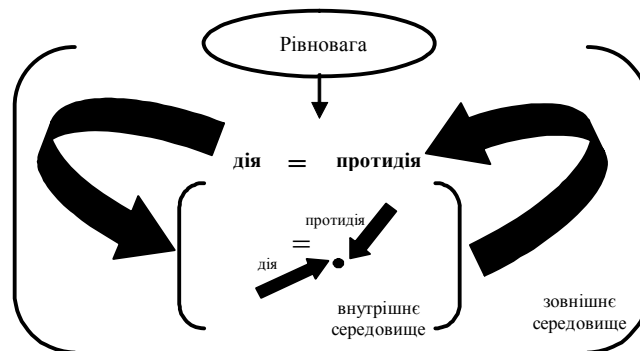 Рівновага
дія = протидія
протидія
=
дія
внутрішнє
середовище
зовнішнє
середовище